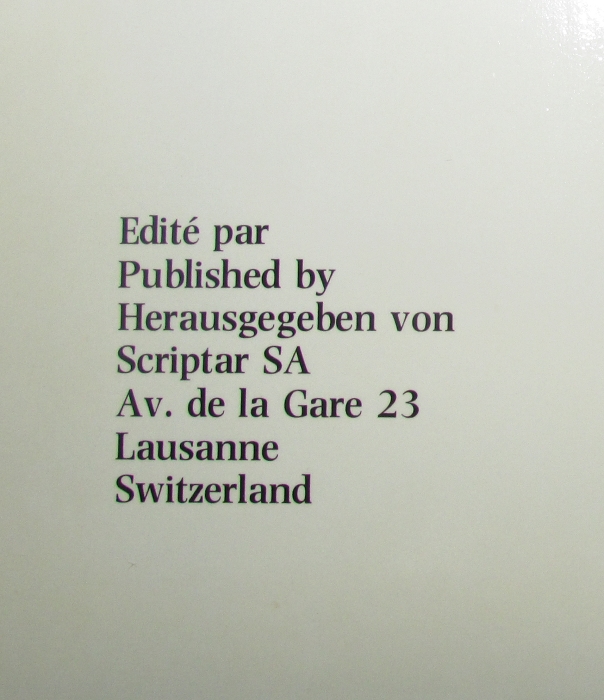 Edité par
Published by
Herausgegeben von
Scriptar SA
Av. de la Gare 23
Lausanne
Switzerland